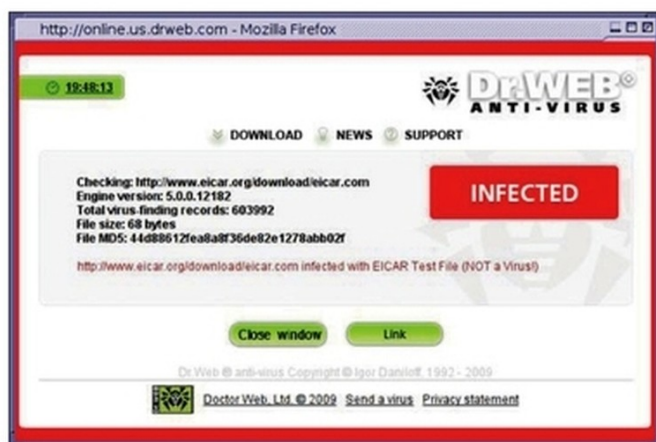 http://online.us.drweb.com - Mozilla Firefox
19:48:13
Dr.WEB®
ANTI-VIRUS
DOWNLOAD NEWS SUPPORT
Checking: http://www.eicar.org/download/eicar.com
Engine version: 5.0.0.12182
Total virus-finding records: 603992
File size: 68 bytes
File MD5: 44d88612fea8a8f36de82e1278abb02f
INFECTED
http://www.eicar.org/download/eicar.com infected with EICAR Test File (NOT a Virus!)
Close window Link
Dr.Web ® anti-virus Copyright © Igor Daniloff, 1992 - 2009
Doctor Web, Ltd. © 2009 Send a virus Privacy statement